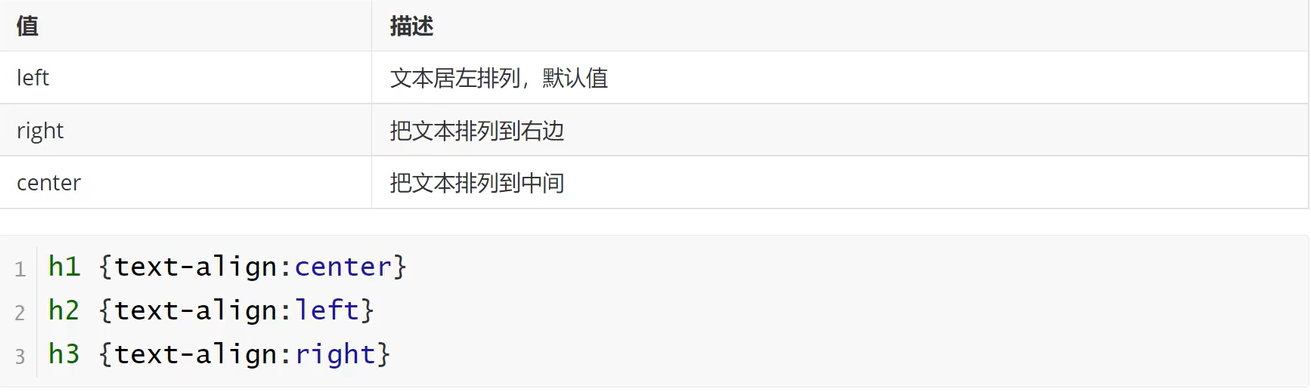 值 描述
left 文本居左排列，默认值
right 把文本排列到右边
center 把文本排列到中间
1 h1 {text-align:center}
2 h2 {text-align:left}
3 h3 {text-align:right}